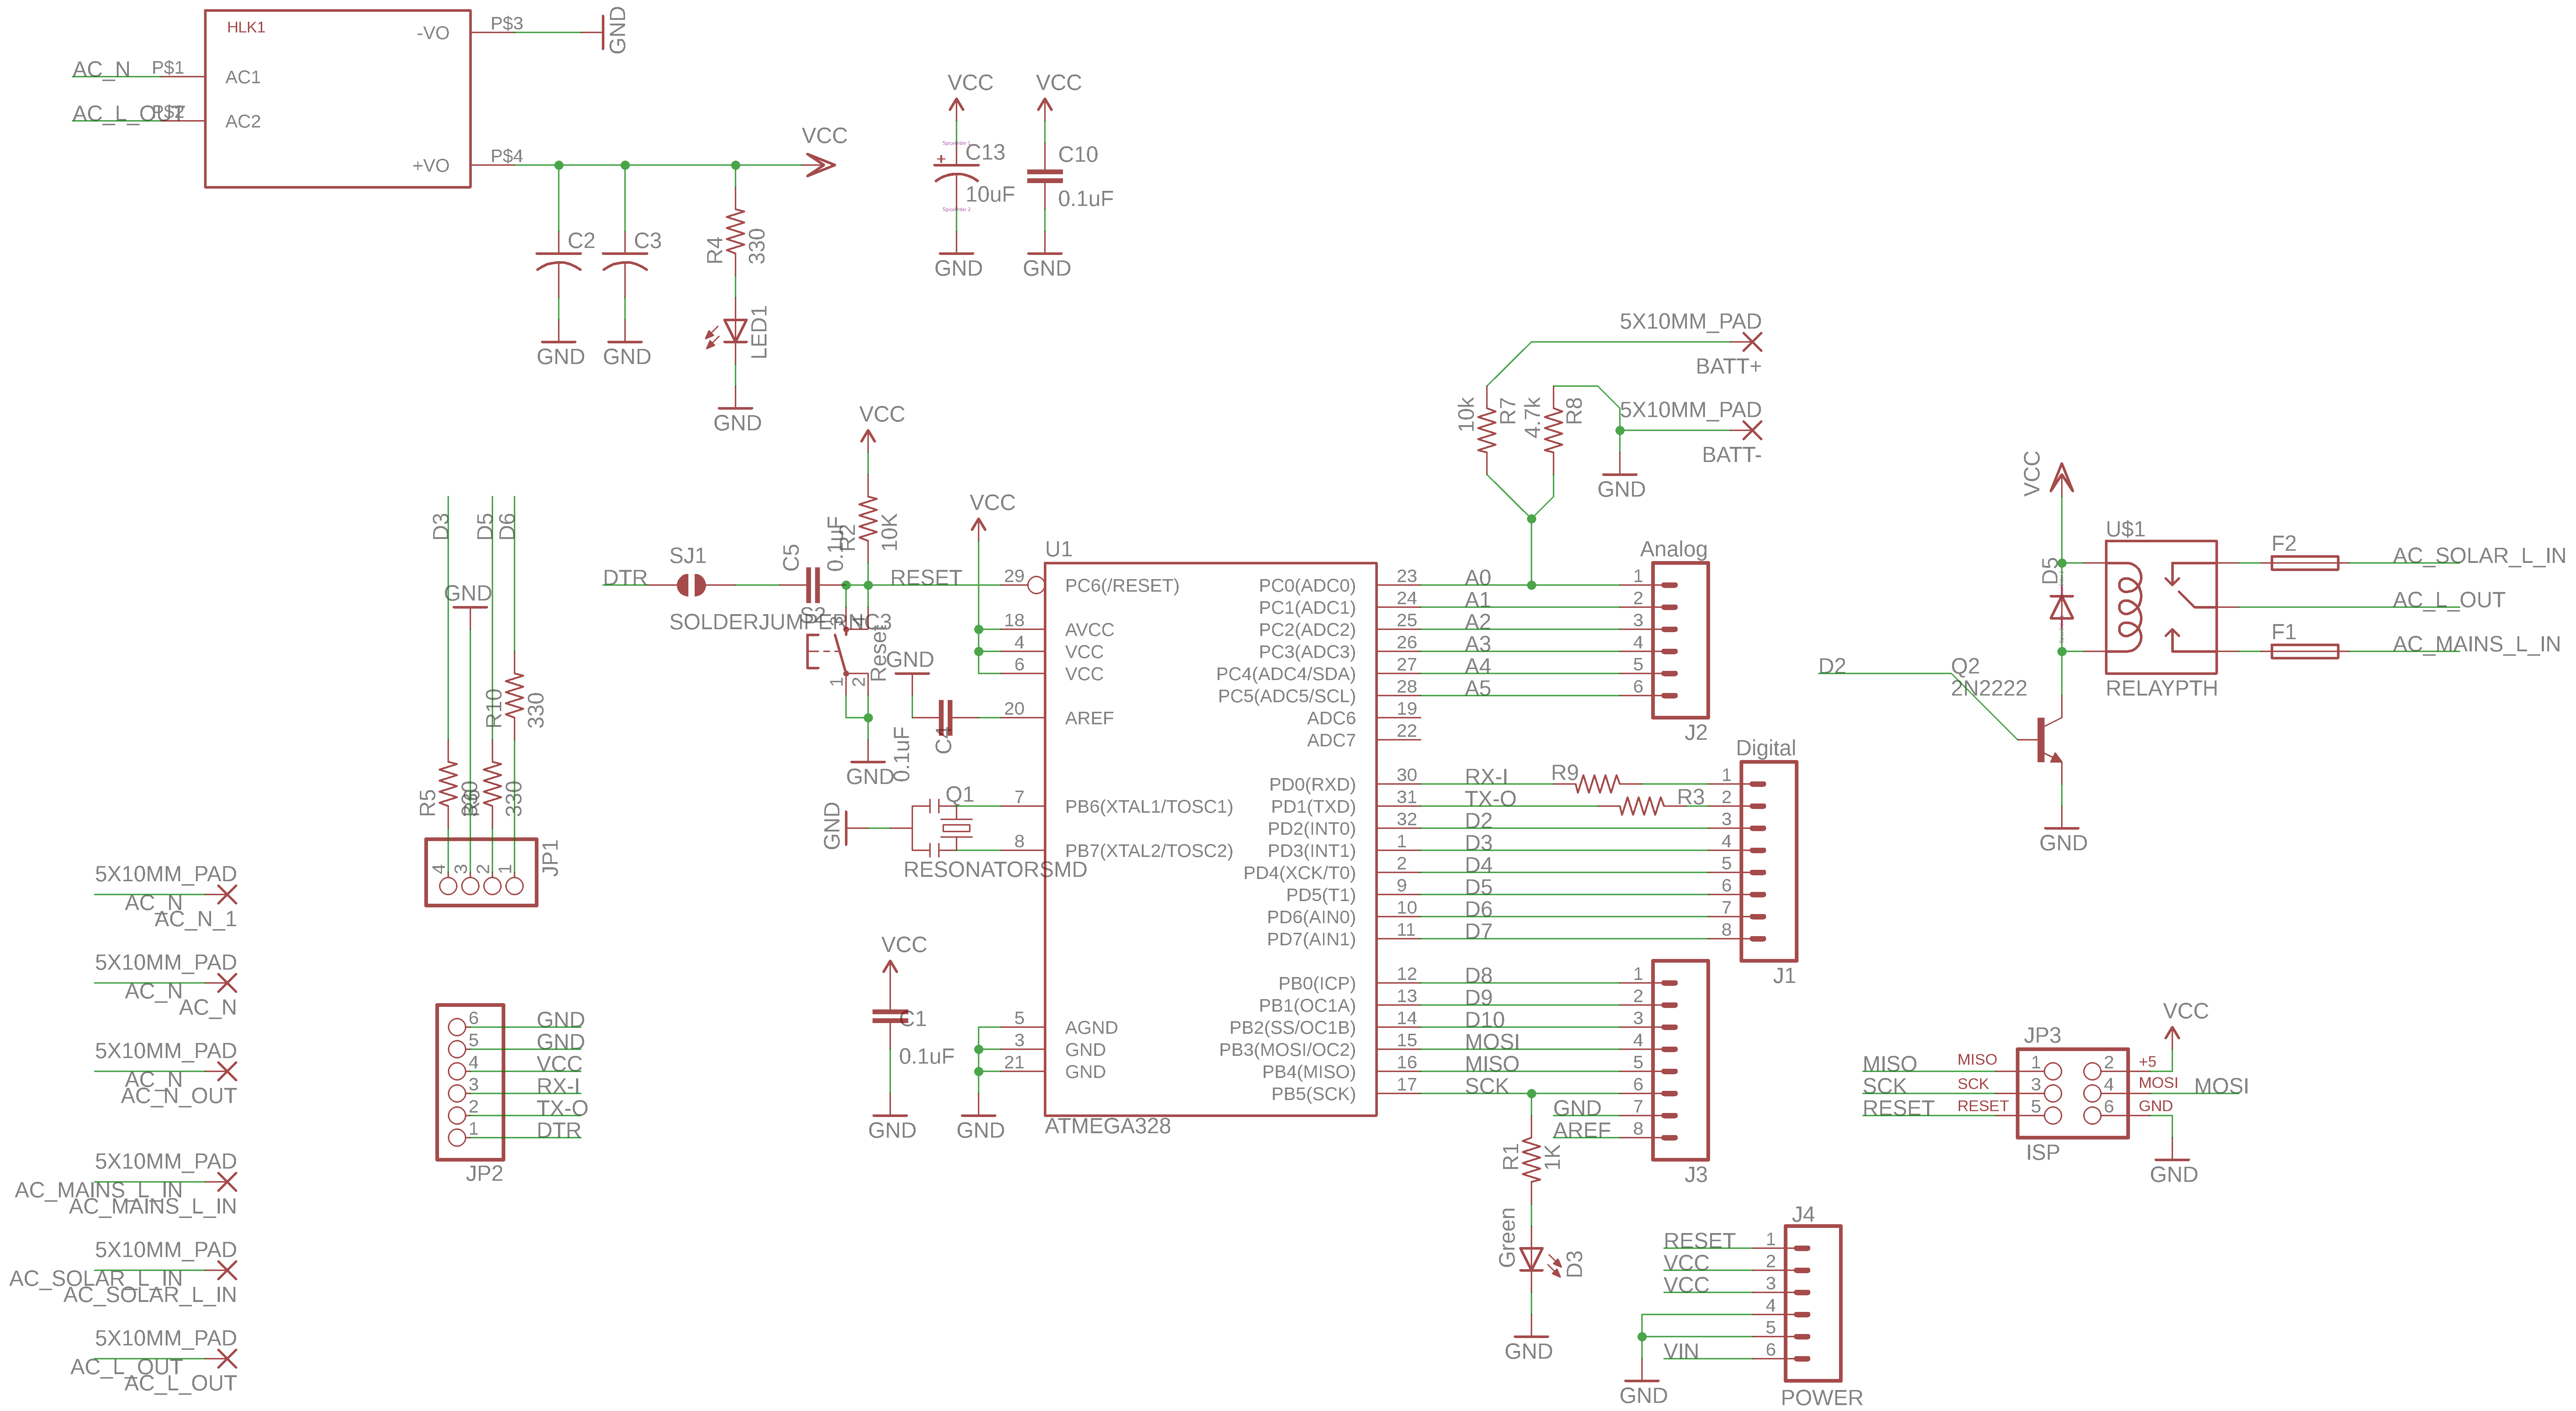 HLK1
-VO
P$3
GND
AC_N
P$1
AC1
AC_L_OUT
P$2
AC2
+VO
P$4
VCC
C2
C3
R4
330
LED1
GND
GND
GND
VCC
VCC
C13
10uF
C10
0.1uF
GND
GND
5X10MM_PAD
BATT+
5X10MM_PAD
BATT-
10k
R7
4.7k
R8
GND
VCC
R2
10K
VCC
DTR
SJ1
SOLDERJUMPERNC3
C5
0.1uF
RESET
S2
3
4
Reset
1
2
GND
GND
0.1uF
C4
GND
Q1
RESONATORSMD
U1
29
PC6(/RESET)
18
AVCC
4
VCC
6
VCC
20
AREF
7
PB6(XTAL1/TOSC1)
8
PB7(XTAL2/TOSC2)
5
AGND
3
GND
21
GND
ATMEGA328
GND
VCC
C1
0.1uF
GND
PC0(ADC0) 23 A0 1
PC1(ADC1) 24 A1 2
PC2(ADC2) 25 A2 3
PC3(ADC3) 26 A3 4
PC4(ADC4/SDA) 27 A4 5
PC5(ADC5/SCL) 28 A5 6
ADC6 19
ADC7 22
Analog
J2
PD0(RXD) 30 RX-I R9 1
PD1(TXD) 31 TX-O R3 2
PD2(INT0) 32 D2 3
PD3(INT1) 1 D3 4
PD4(XCK/T0) 2 D4 5
PD5(T1) 9 D5 6
PD6(AIN0) 10 D6 7
PD7(AIN1) 11 D7 8
Digital
J1
PB0(ICP) 12 D8 1
PB1(OC1A) 13 D9 2
PB2(SS/OC1B) 14 D10 3
PB3(MOSI/OC2) 15 MOSI 4
PB4(MISO) 16 MISO 5
PB5(SCK) 17 SCK 6
GND 7
AREF 8
J3
R1
1K
Green
D3
GND
J4
RESET 1
VCC 2
VCC 3
4
5
VIN 6
GND
POWER
VCC
D5
U$1
RELAYPTH
F2
AC_SOLAR_L_IN
AC_L_OUT
F1
AC_MAINS_L_IN
D2
Q2
2N2222
GND
VCC
JP3
MISO MISO 1 2 +5
SCK SCK 3 4 MOSI MOSI
RESET RESET 5 6 GND
ISP
GND
D3
D5
D6
GND
R10
330
R5
330
4
3
2
1
JP1
6 GND
5 GND
4 VCC
3 RX-I
2 TX-O
1 DTR
JP2
5X10MM_PAD
AC_N
AC_N_1
5X10MM_PAD
AC_N
AC_N
5X10MM_PAD
AC_N
AC_N_OUT
5X10MM_PAD
AC_MAINS_L_IN
AC_MAINS_L_IN
5X10MM_PAD
AC_SOLAR_L_IN
AC_SOLAR_L_IN
5X10MM_PAD
AC_L_OUT
AC_L_OUT